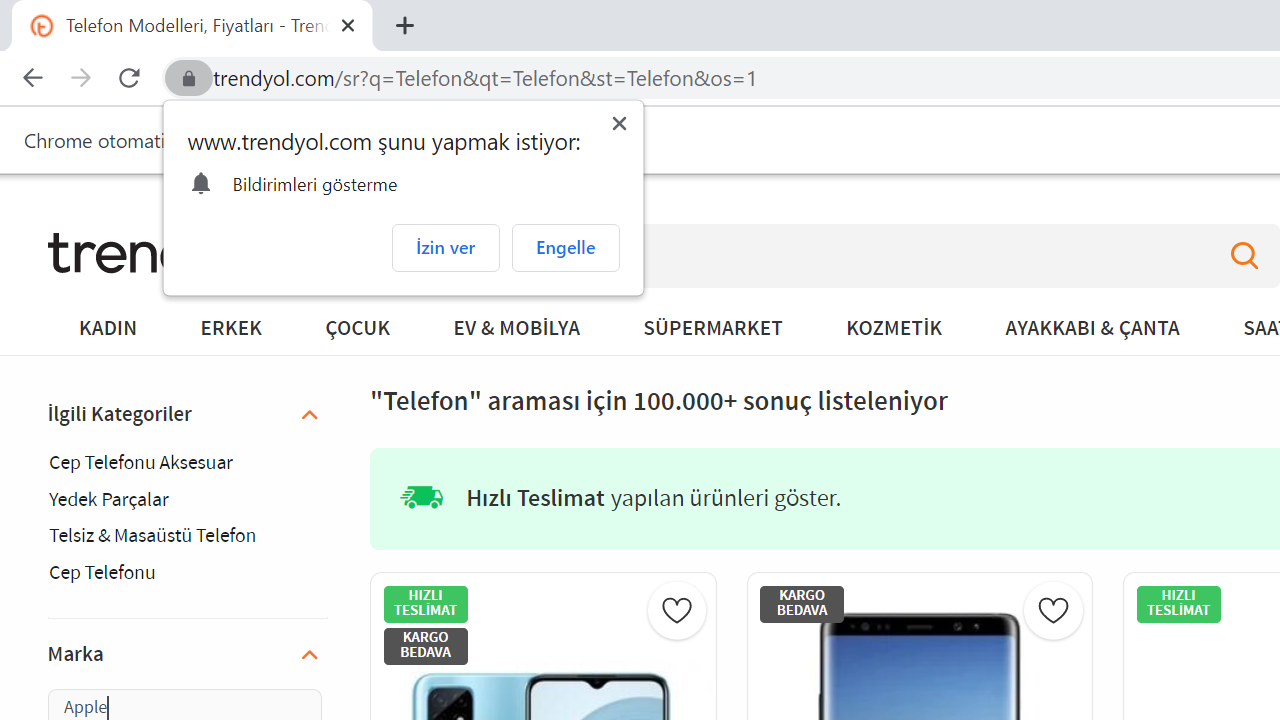 Telefon Modelleri, Fiyatları - Tren
trendyol.com/sr?q=Telefon&qt=Telefon&st=Telefon&os=1
Chrome
www.trendyol.com şunu yapmak istiyor:
Bildirimleri gösterme
İzin ver
Engelle
KADIN
ERKEK
ÇOCUK
EV & MOBİLYA
SÜPERMARKET
KOZMETİK
AYAKKABI & ÇANTA
İlgili Kategoriler
Cep Telefonu Aksesuar
Yedek Parçalar
Telsiz & Masaüstü Telefon
Cep Telefonu
Marka
Apple
"Telefon" araması için 100.000+ sonuç listeleniyor
Hızlı Teslimat yapılan ürünleri göster.
HIZLI
TESLİMAT
KARGO
BEDAVA
KARGO
BEDAVA
HIZLI
TESLİMAT